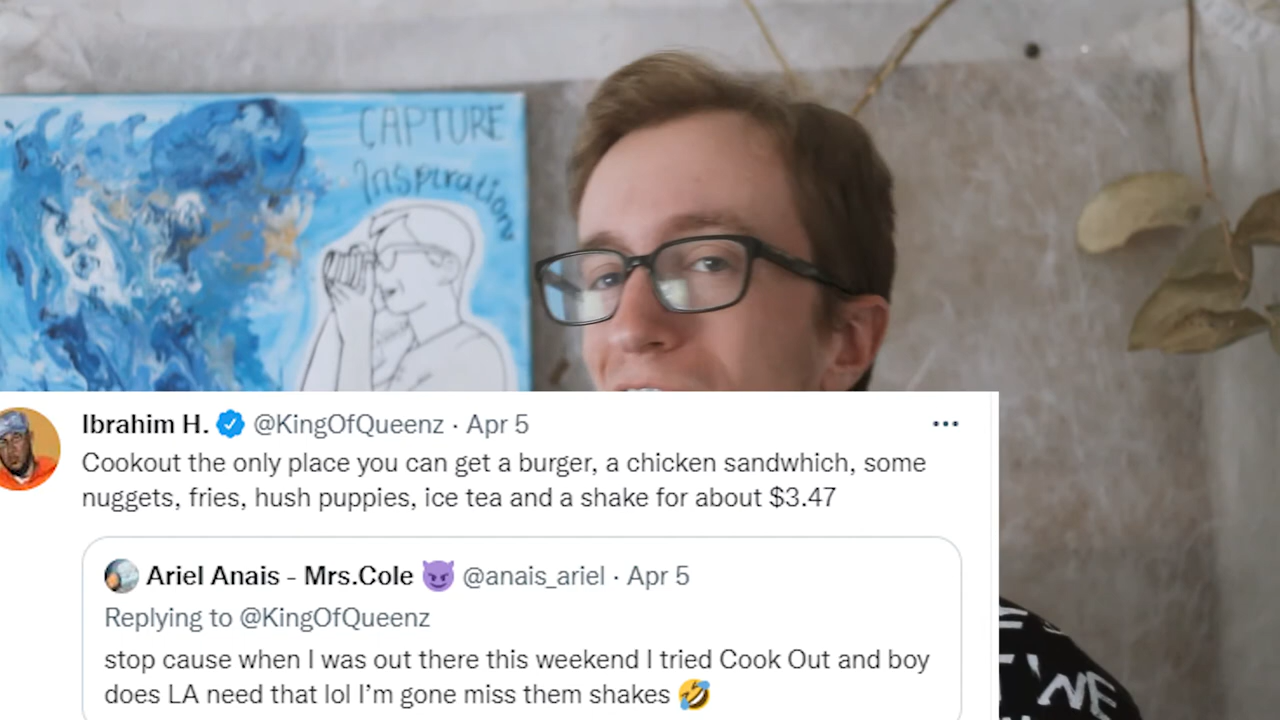 CAPTURE
Inspiration
Ibrahim H. @KingOfQueenz · Apr 5
Cookout the only place you can get a burger, a chicken sandwhich, some
nuggets, fries, hush puppies, ice tea and a shake for about $3.47
Ariel Anais - Mrs.Cole 😈 @anais_ariel · Apr 5
Replying to @KingOfQueenz
stop cause when I was out there this weekend I tried Cook Out and boy
does LA need that lol I’m gone miss them shakes 🤣